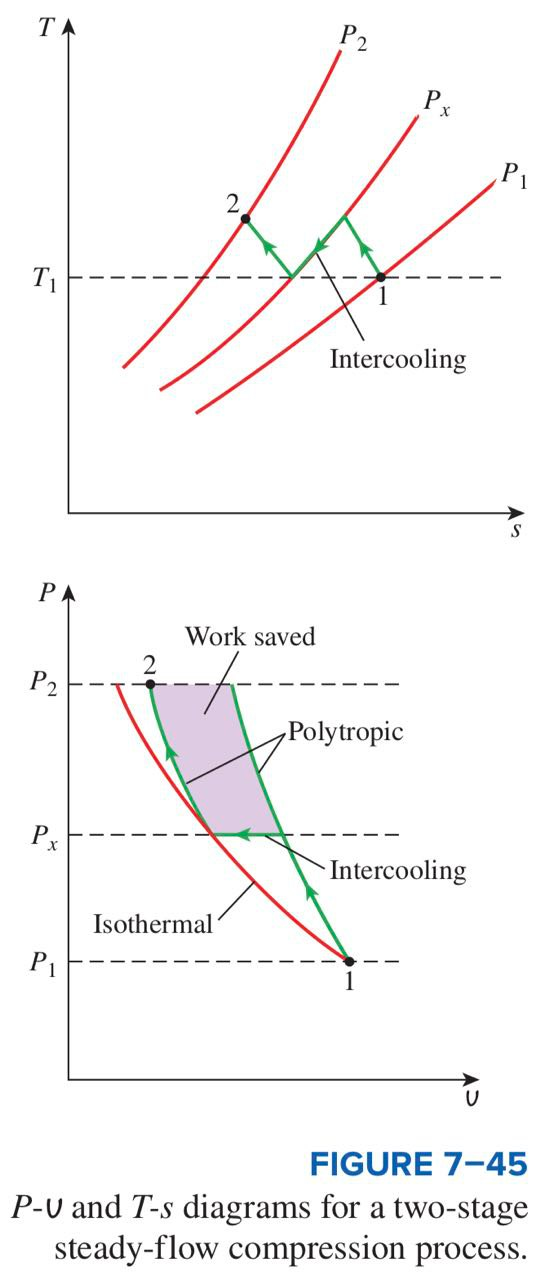 T
P2
Px
P1
2
T1
1
Intercooling
s
P
Work saved
2
P2
Polytropic
Px
Intercooling
Isothermal
P1
1
υ
FIGURE 7–45
P-υ and T-s diagrams for a two-stage
steady-flow compression process.